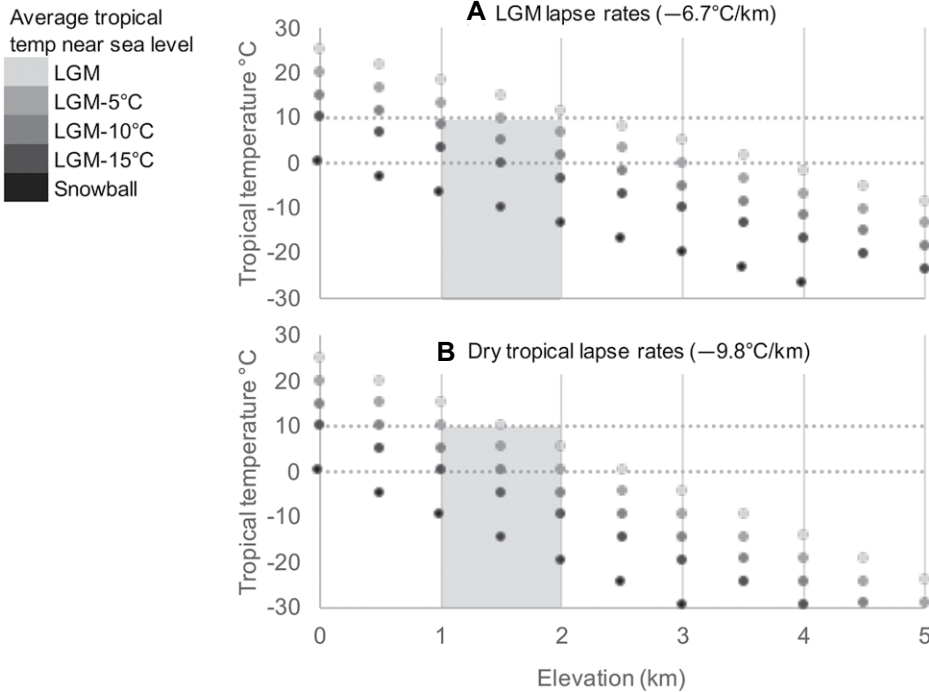 Average tropical
temp near sea level
LGM
LGM-5°C
LGM-10°C
LGM-15°C
Snowball
A LGM lapse rates (—6.7°C/km)
Tropical temperature °C
30
20
10
0
-10
-20
-30
B Dry tropical lapse rates (—9.8°C/km)
Tropical temperature °C
30
20
10
0
-10
-20
-30
0 1 2 3 4 5
Elevation (km)